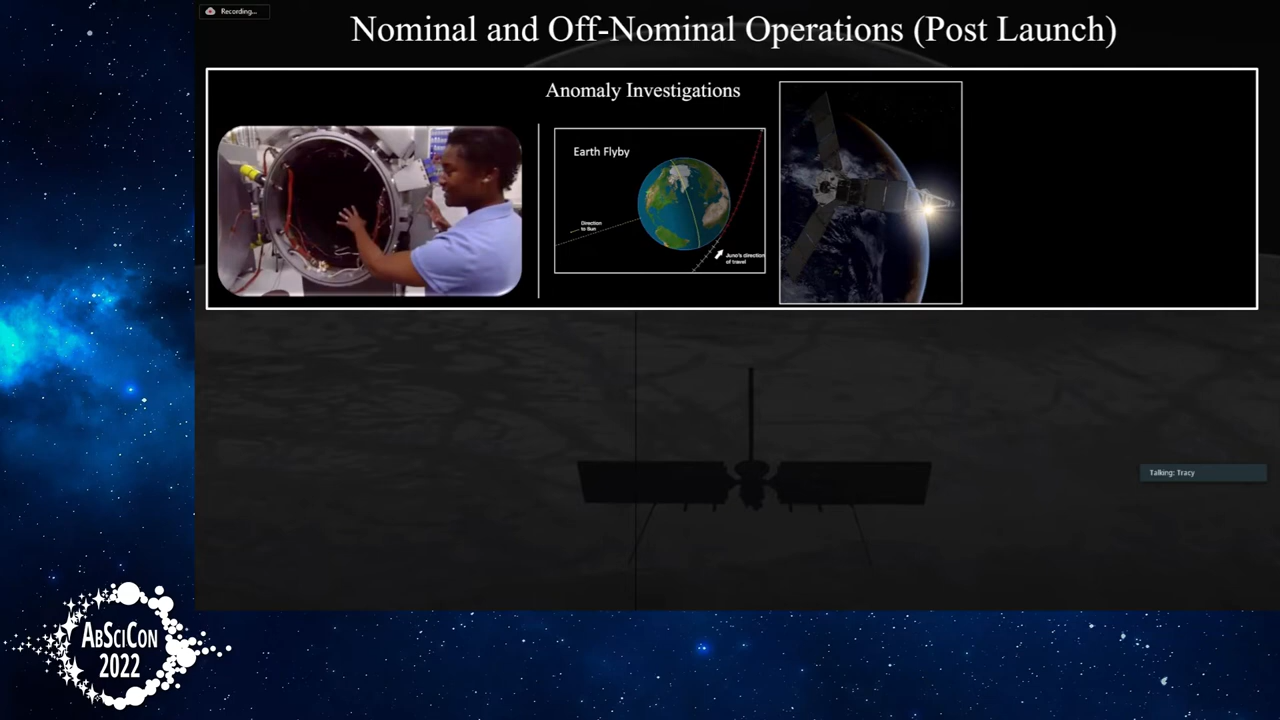 Recording...
Nominal and Off-Nominal Operations (Post Launch)
Anomaly Investigations
Earth Flyby
Direction
to Sun
Juno's direction
of travel
Talking: Tracy
ABSCICON
2022